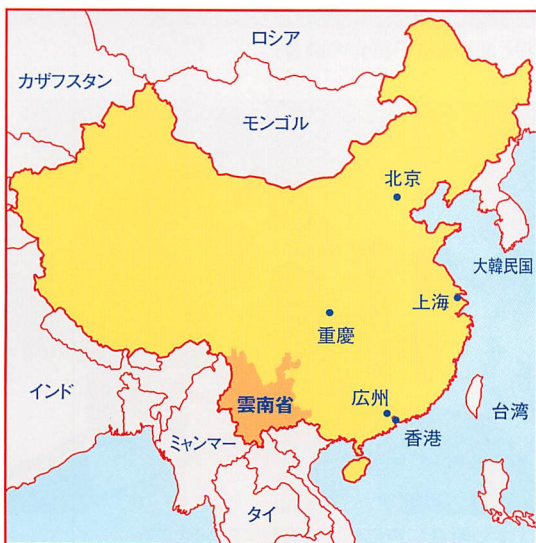 ロシア
カザフスタン
モンゴル
北京
大韓民国
上海
重慶
インド
雲南省
広州
台湾
香港
ミャンマー
タイ